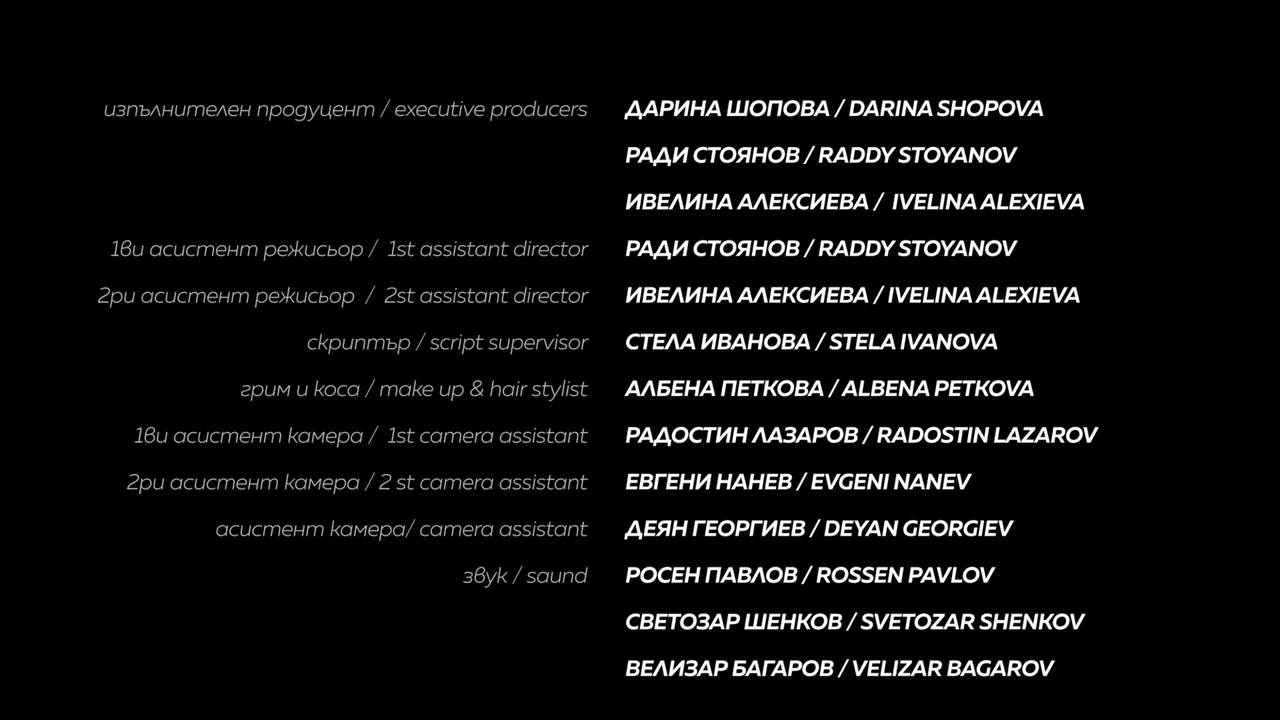 изпълнителен продуцент / executive producers ДАРИНА ШОПОВА / DARINA SHOPOVA
РАДИ СТОЯНОВ / RADDY STOYANOV
ИВЕЛИНА АЛЕКСИЕВА / IVELINA ALEXIEVA
1ви асистент режисьор / 1st assistant director РАДИ СТОЯНОВ / RADDY STOYANOV
2ри асистент режисьор / 2st assistant director ИВЕЛИНА АЛЕКСИЕВА / IVELINA ALEXIEVA
скриптър / script supervisor СТЕЛА ИВАНОВА / STELA IVANOVA
грим и коса / make up & hair stylist АЛБЕНА ПЕТКОВА / ALBENA PETKOVA
1ви асистент камера / 1st camera assistant РАДОСТИН ЛАЗАРОВ / RADOSTIN LAZAROV
2ри асистент камера / 2 st camera assistant ЕВГЕНИ НАНЕВ / EVGENI NANEV
асистент камера/ camera assistant ДЕЯН ГЕОРГИЕВ / DEYAN GEORGIEV
звук / saund РОСЕН ПАВЛОВ / ROSSEN PAVLOV
СВЕТОЗАР ШЕНКОВ / SVETOZAR SHENKOV
ВЕЛИЗАР БАГАРОВ / VELIZAR BAGAROV